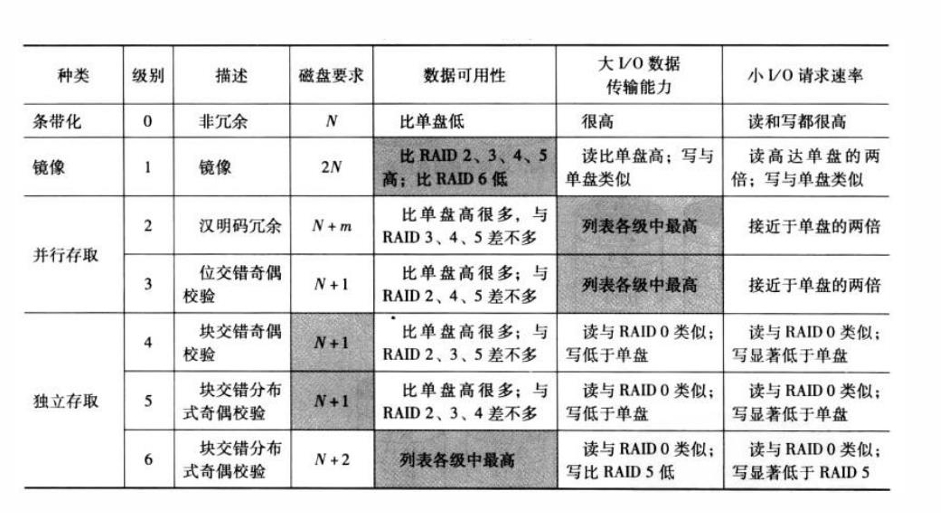 种类 级别 描述 磁盘要求 数据可用性 大 I/O 数据传输能力 小 I/O 请求速率
条带化 0 非冗余 N 比单盘低 很高 读和写都很高
镜像 1 镜像 2N 比 RAID 2、3、4、5 高；比 RAID 6 低 读比单盘高；写与单盘类似 读高达单盘的两倍；写与单盘类似
并行存取 2 汉明码冗余 N + m 比单盘高很多，与 RAID 3、4、5 差不多 列表各级中最高 接近于单盘的两倍
3 位交错奇偶校验 N + 1 比单盘高很多；与 RAID 2、4、5 差不多 列表各级中最高 接近于单盘的两倍
独立存取 4 块交错奇偶校验 N + 1 比单盘高很多；与 RAID 2、3、5 差不多 读与 RAID 0 类似；写低于单盘 读与 RAID 0 类似；写显著低于单盘
5 块交错分布式奇偶校验 N + 1 比单盘高很多；与 RAID 2、3、4 差不多 读与 RAID 0 类似；写低于单盘 读与 RAID 0 类似；写显著低于单盘
6 块交错分布式奇偶校验 N + 2 列表各级中最高 读与 RAID 0 类似；写比 RAID 5 低 读与 RAID 0 类似；写显著低于 RAID 5